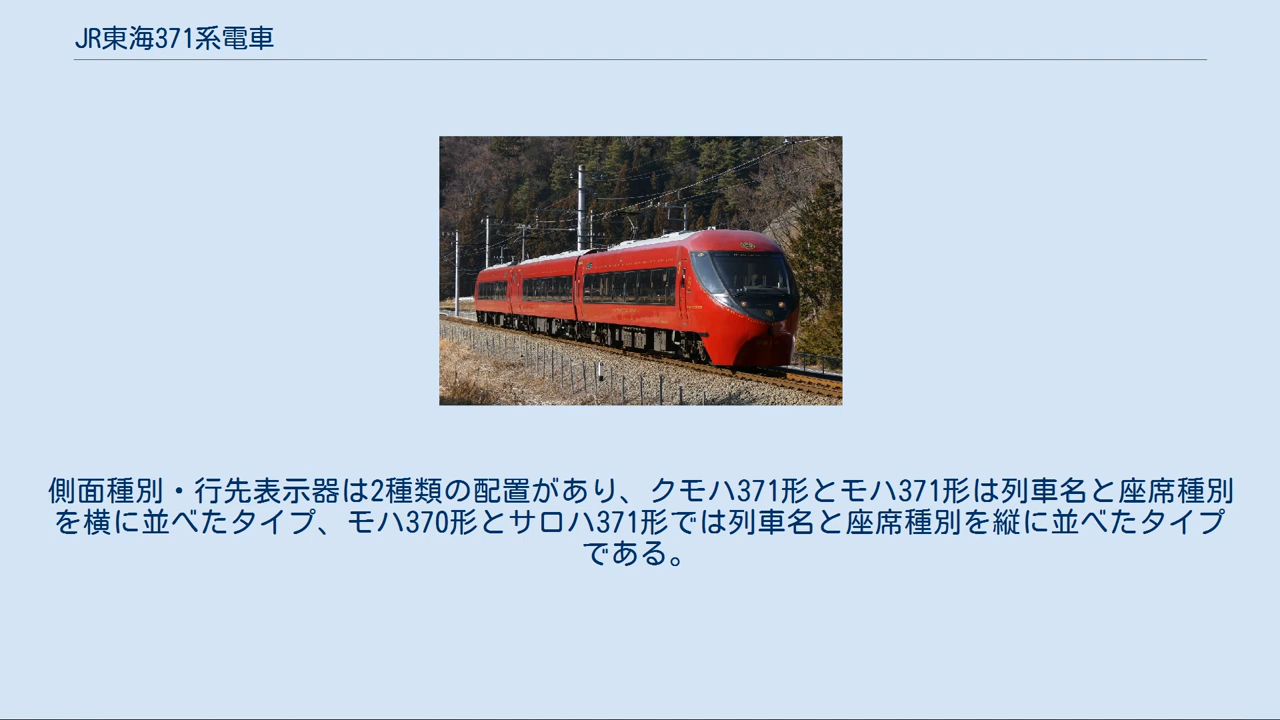 JR東海371系電車
側面種別・行先表示器は2種類の配置があり、クモハ371形とモハ371形は列車名と座席種別
を横に並べたタイプ、モハ370形とサロハ371形では列車名と座席種別を縦に並べたタイプ
である。